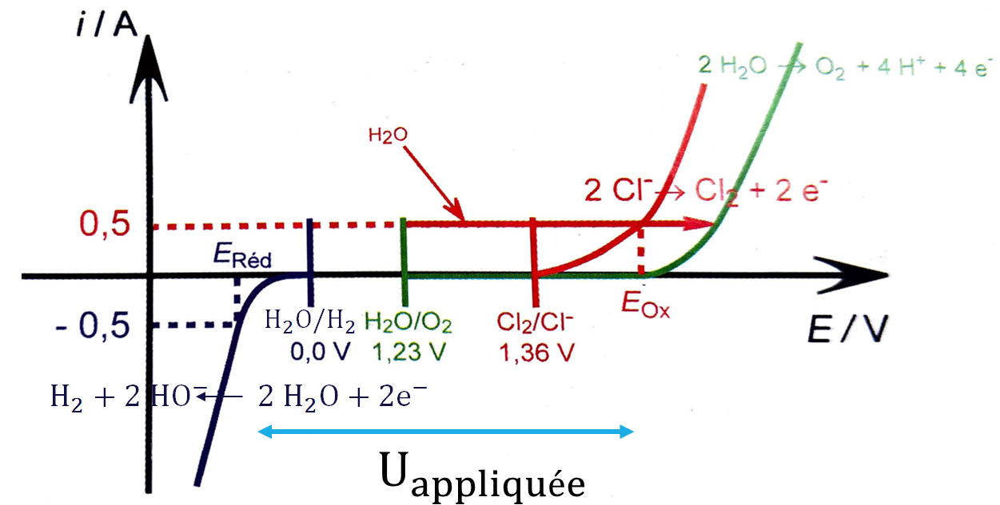 i / A
2 H₂O → O₂ + 4 H⁺ + 4 e⁻
H₂O
2 Cl⁻ → Cl₂ + 2 e⁻
0,5
E_Réd
E_Ox
- 0,5
H₂O/H₂
0,0 V
H₂O/O₂
1,23 V
Cl₂/Cl⁻
1,36 V
E / V
H₂ + 2 HO⁻ ← 2 H₂O + 2e⁻
U_appliquée